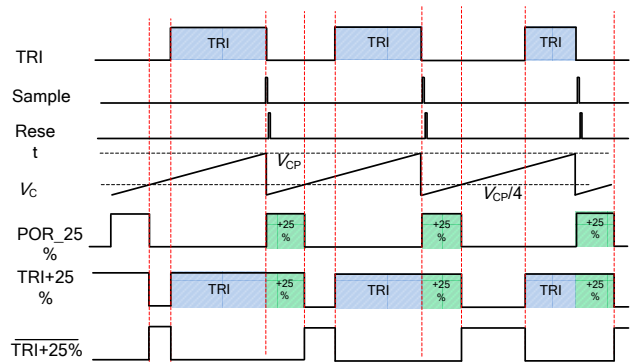 TRI TRI TRI
TRI
Sample
Rese
t
VCP
VC
VCP/4
+25 % +25 % +25 %
POR_25
%
TRI+25
%
TRI +25 % TRI +25 % TRI +25 %
TRI+25%